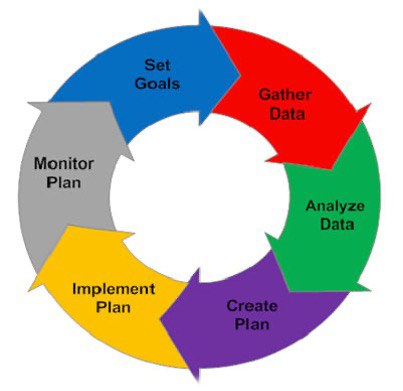 Set
Goals
Gather
Data
Analyze
Data
Create
Plan
Implement
Plan
Monitor
Plan